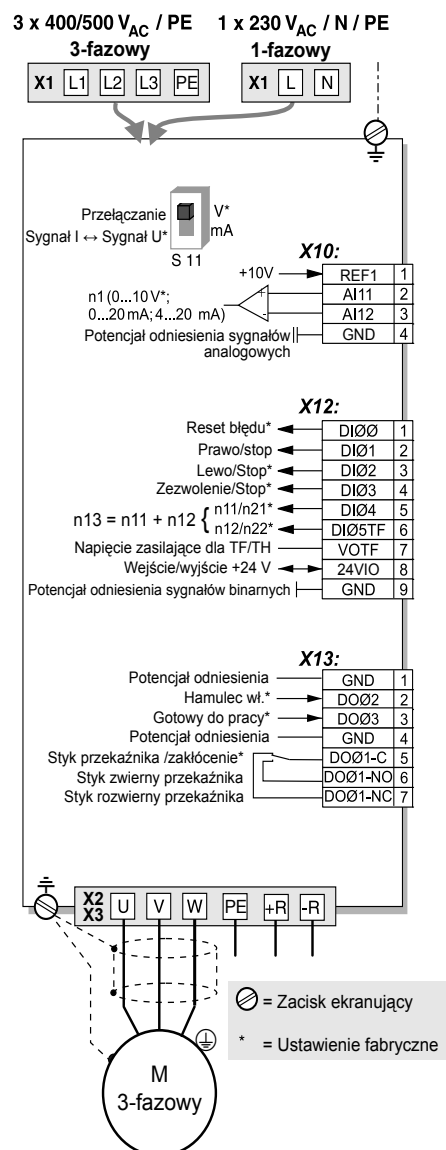 3 x 400/500 VAC / PE
3-fazowy
1 x 230 VAC / N / PE
1-fazowy
X1 L1 L2 L3 PE
X1 L N
Przełączanie
Sygnał I ↔ Sygnał U*
V*
mA
S 11
X10:
+10V REF1 1
n1 (0...10 V*;
0...20 mA; 4...20 mA)
+ AI11 2
- AI12 3
Potencjał odniesienia sygnałów
analogowych
GND 4
X12:
Reset błędu* DIØØ 1
Prawo/stop DIØ1 2
Lewo/Stop* DIØ2 3
Zezwolenie/Stop* DIØ3 4
n13 = n11 + n12 {
n11/n21* DIØ4 5
n12/n22* DIØ5TF 6
Napięcie zasilające dla TF/TH VOTF 7
Wejście/wyjście +24 V 24VIO 8
Potencjał odniesienia sygnałów binarnych GND 9
X13:
Potencjał odniesienia GND 1
Hamulec wł.* DOØ2 2
Gotowy do pracy* DOØ3 3
Potencjał odniesienia GND 4
Styk przekaźnika /zakłócenie* DOØ1-C 5
Styk zwierny przekaźnika DOØ1-NO 6
Styk rozwierny przekaźnika DOØ1-NC 7
X2
X3
U V W PE +R -R
= Zacisk ekranujący
* = Ustawienie fabryczne
M
3-fazowy